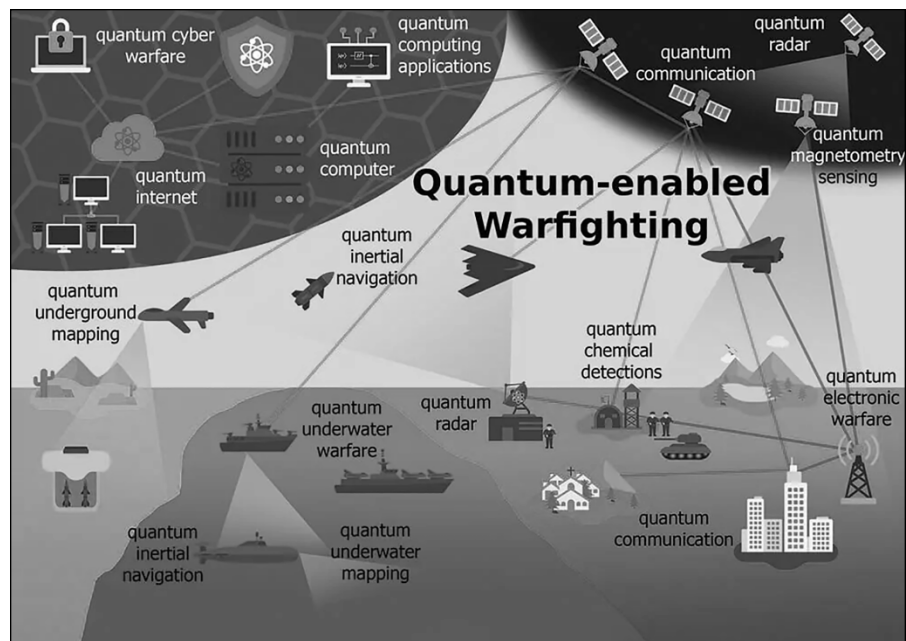 quantum cyber
warfare
quantum
computing
applications
quantum
communication
quantum
radar
quantum
internet
quantum
computer
quantum
magnetometry
sensing
Quantum-enabled
Warfighting
quantum
inertial
navigation
quantum
underground
mapping
quantum
chemical
detections
quantum
electronic
warfare
quantum
underwater
warfare
quantum
radar
quantum
communication
quantum
inertial
navigation
quantum
underwater
mapping